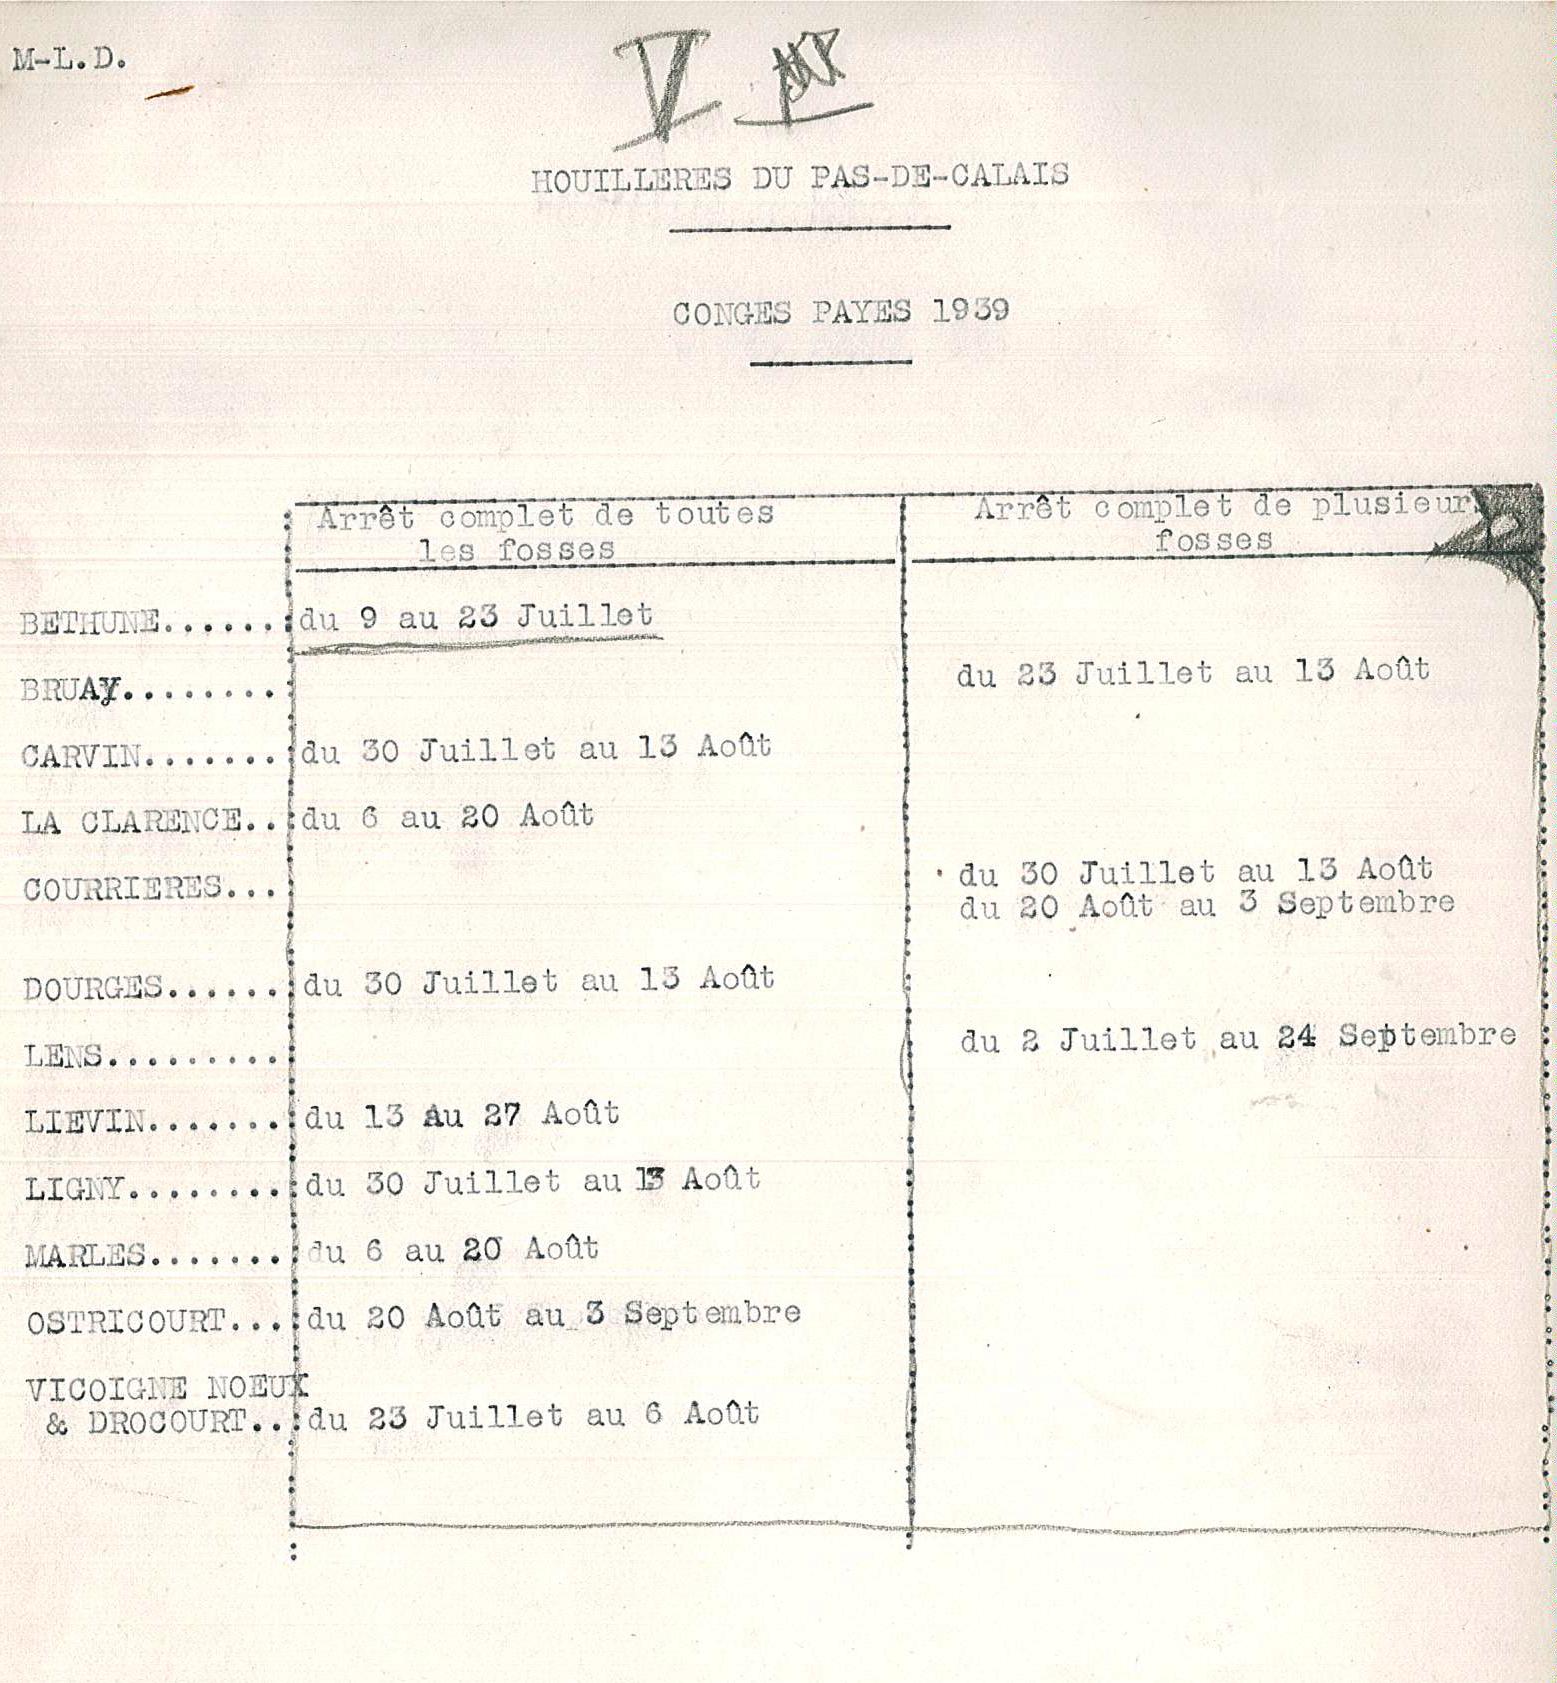 M-L.D.
V
HOUILLERES DU PAS-DE-CALAIS
CONGES PAYES 1939
Arrêt complet de toutes les fosses
Arrêt complet de plusieurs fosses
BETHUNE......:du 9 au 23 Juillet
BRUAY........: du 23 Juillet au 13 Août
CARVIN.......:du 30 Juillet au 13 Août
LA CLARENCE..:du 6 au 20 Août
COURRIERES...: du 30 Juillet au 13 Août
du 20 Août au 3 Septembre
DOURGES......:du 30 Juillet au 13 Août
LENS.........: du 2 Juillet au 24 Septembre
LIEVIN.......:du 13 Au 27 Août
LIGNY........:du 30 Juillet au 13 Août
MARLES.......:du 6 au 20 Août
OSTRICOURT...:du 20 Août au 3 Septembre
VICOIGNE NOEUX
& DROCOURT..:du 23 Juillet au 6 Août